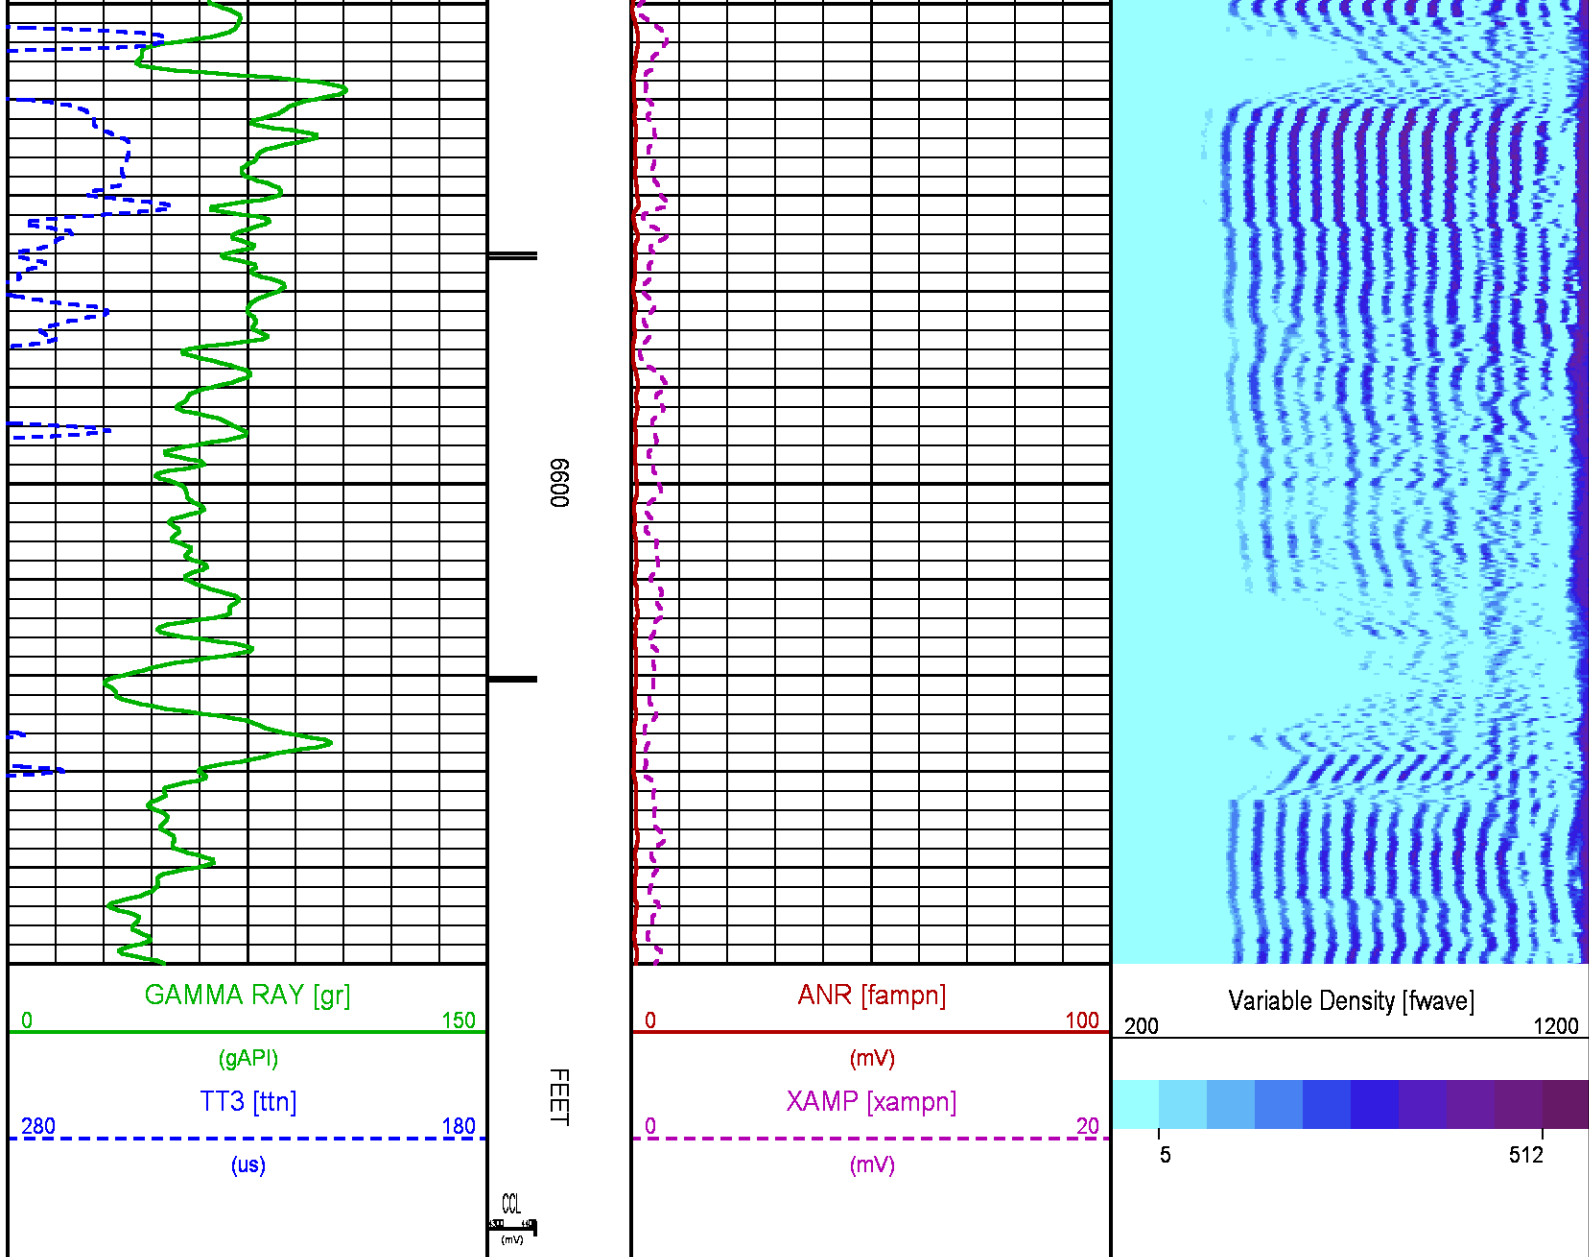 6600
GAMMA RAY [gr]
0 150
(gAPI)
TT3 [ttn]
280 180
(us)
FEET
CCL
(mV)
ANR [fampn]
0 100
(mV)
XAMP [xampn]
0 20
(mV)
Variable Density [fwave]
200 1200
5 512